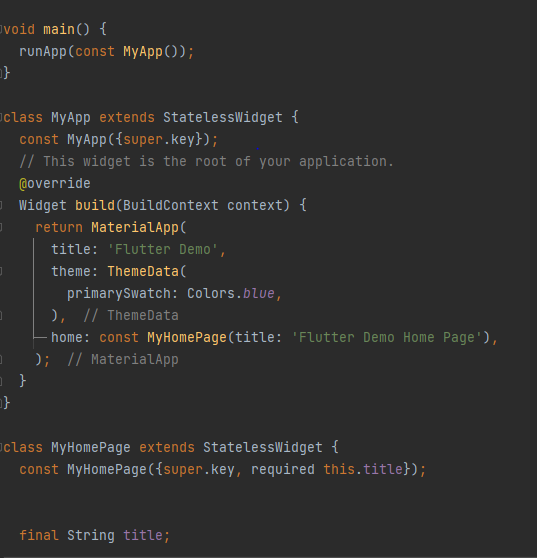 void main() {
  runApp(const MyApp());
}
class MyApp extends StatelessWidget {
  const MyApp({super.key});
  // This widget is the root of your application.
  @override
  Widget build(BuildContext context) {
    return MaterialApp(
      title: 'Flutter Demo',
      theme: ThemeData(
        primarySwatch: Colors.blue,
      ), // ThemeData
      home: const MyHomePage(title: 'Flutter Demo Home Page'),
    ); // MaterialApp
  }
}
class MyHomePage extends StatelessWidget {
  const MyHomePage({super.key, required this.title});
  final String title;